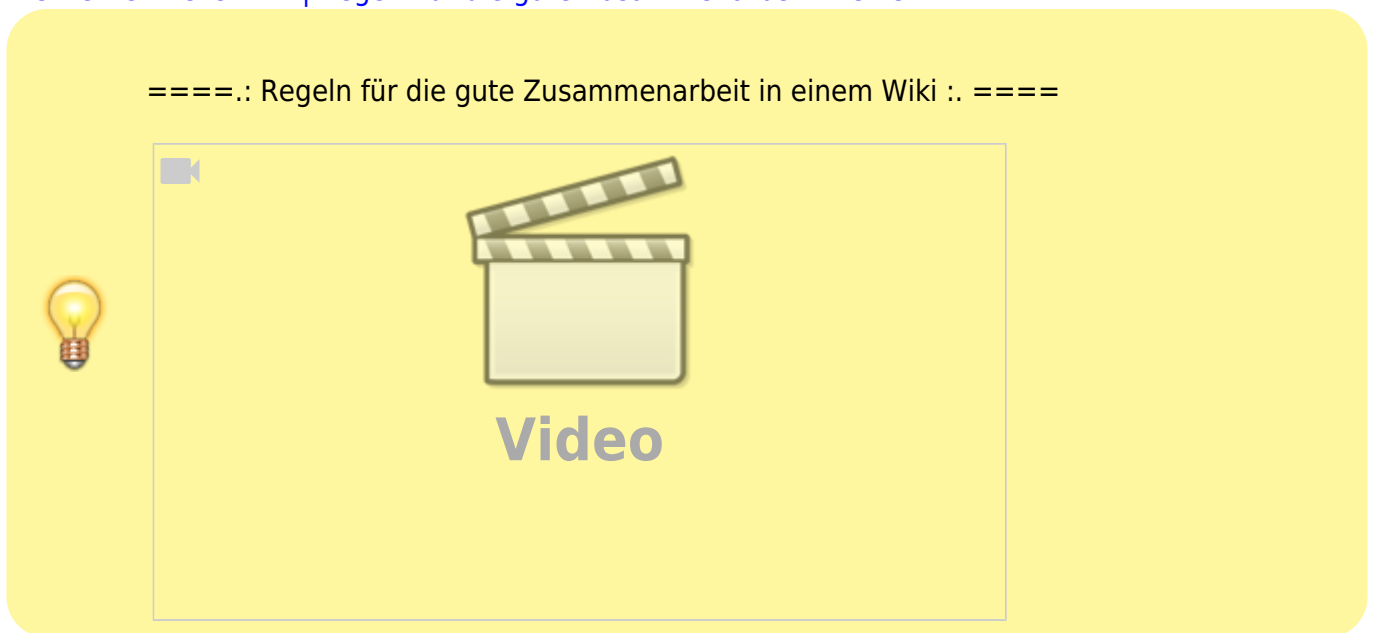 ====.: Regeln für die gute Zusammenarbeit in einem Wiki :. ====
Video